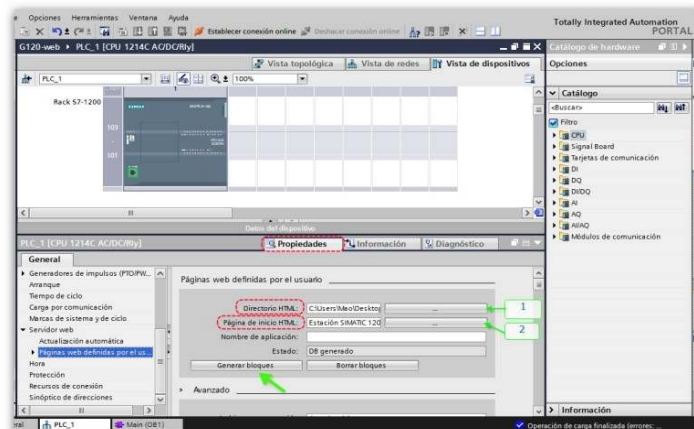 Opciones Herramientas Ventana Ayuda
Establecer conexión online Deshacer conexión online
Totally Integrated Automation
PORTAL
G120-web PLC_1 [CPU 1214C AC/DC/Rly]
Catálogo de hardware
Vista topológica Vista de redes Vista de dispositivos
Opciones
PLC_1 100%
Catálogo
Rack S7-1200
1
<Buscar>
Filtro
CPU
Signal Board
Tarjetas de comunicación
DI
DQ
DI/DQ
AI
AQ
AI/AQ
Módulos de comunicación
103
101
Datos del dispositivo
PLC_1 [CPU 1214C AC/DC/Rly]
Propiedades Información Diagnóstico
General
Generadores de impulsos (PTO/PW...
Arranque
Tiempo de ciclo
Carga por comunicación
Marcas de sistema y de ciclo
Servidor web
Actualización automática
Páginas web definidas por el us...
Hora
Protección
Recursos de conexión
Sinóptico de direcciones
Páginas web definidas por el usuario
Directorio HTML: C:\Users\Mao\Desktop ... 1
Página de inicio HTML: Estación SIMATIC 120 ... 2
Nombre de aplicación:
Estado: DB generado
Generar bloques Borrar bloques
Avanzado
Información
PLC_1 Main (OB1)
Operación de carga finalizada (errores: ...